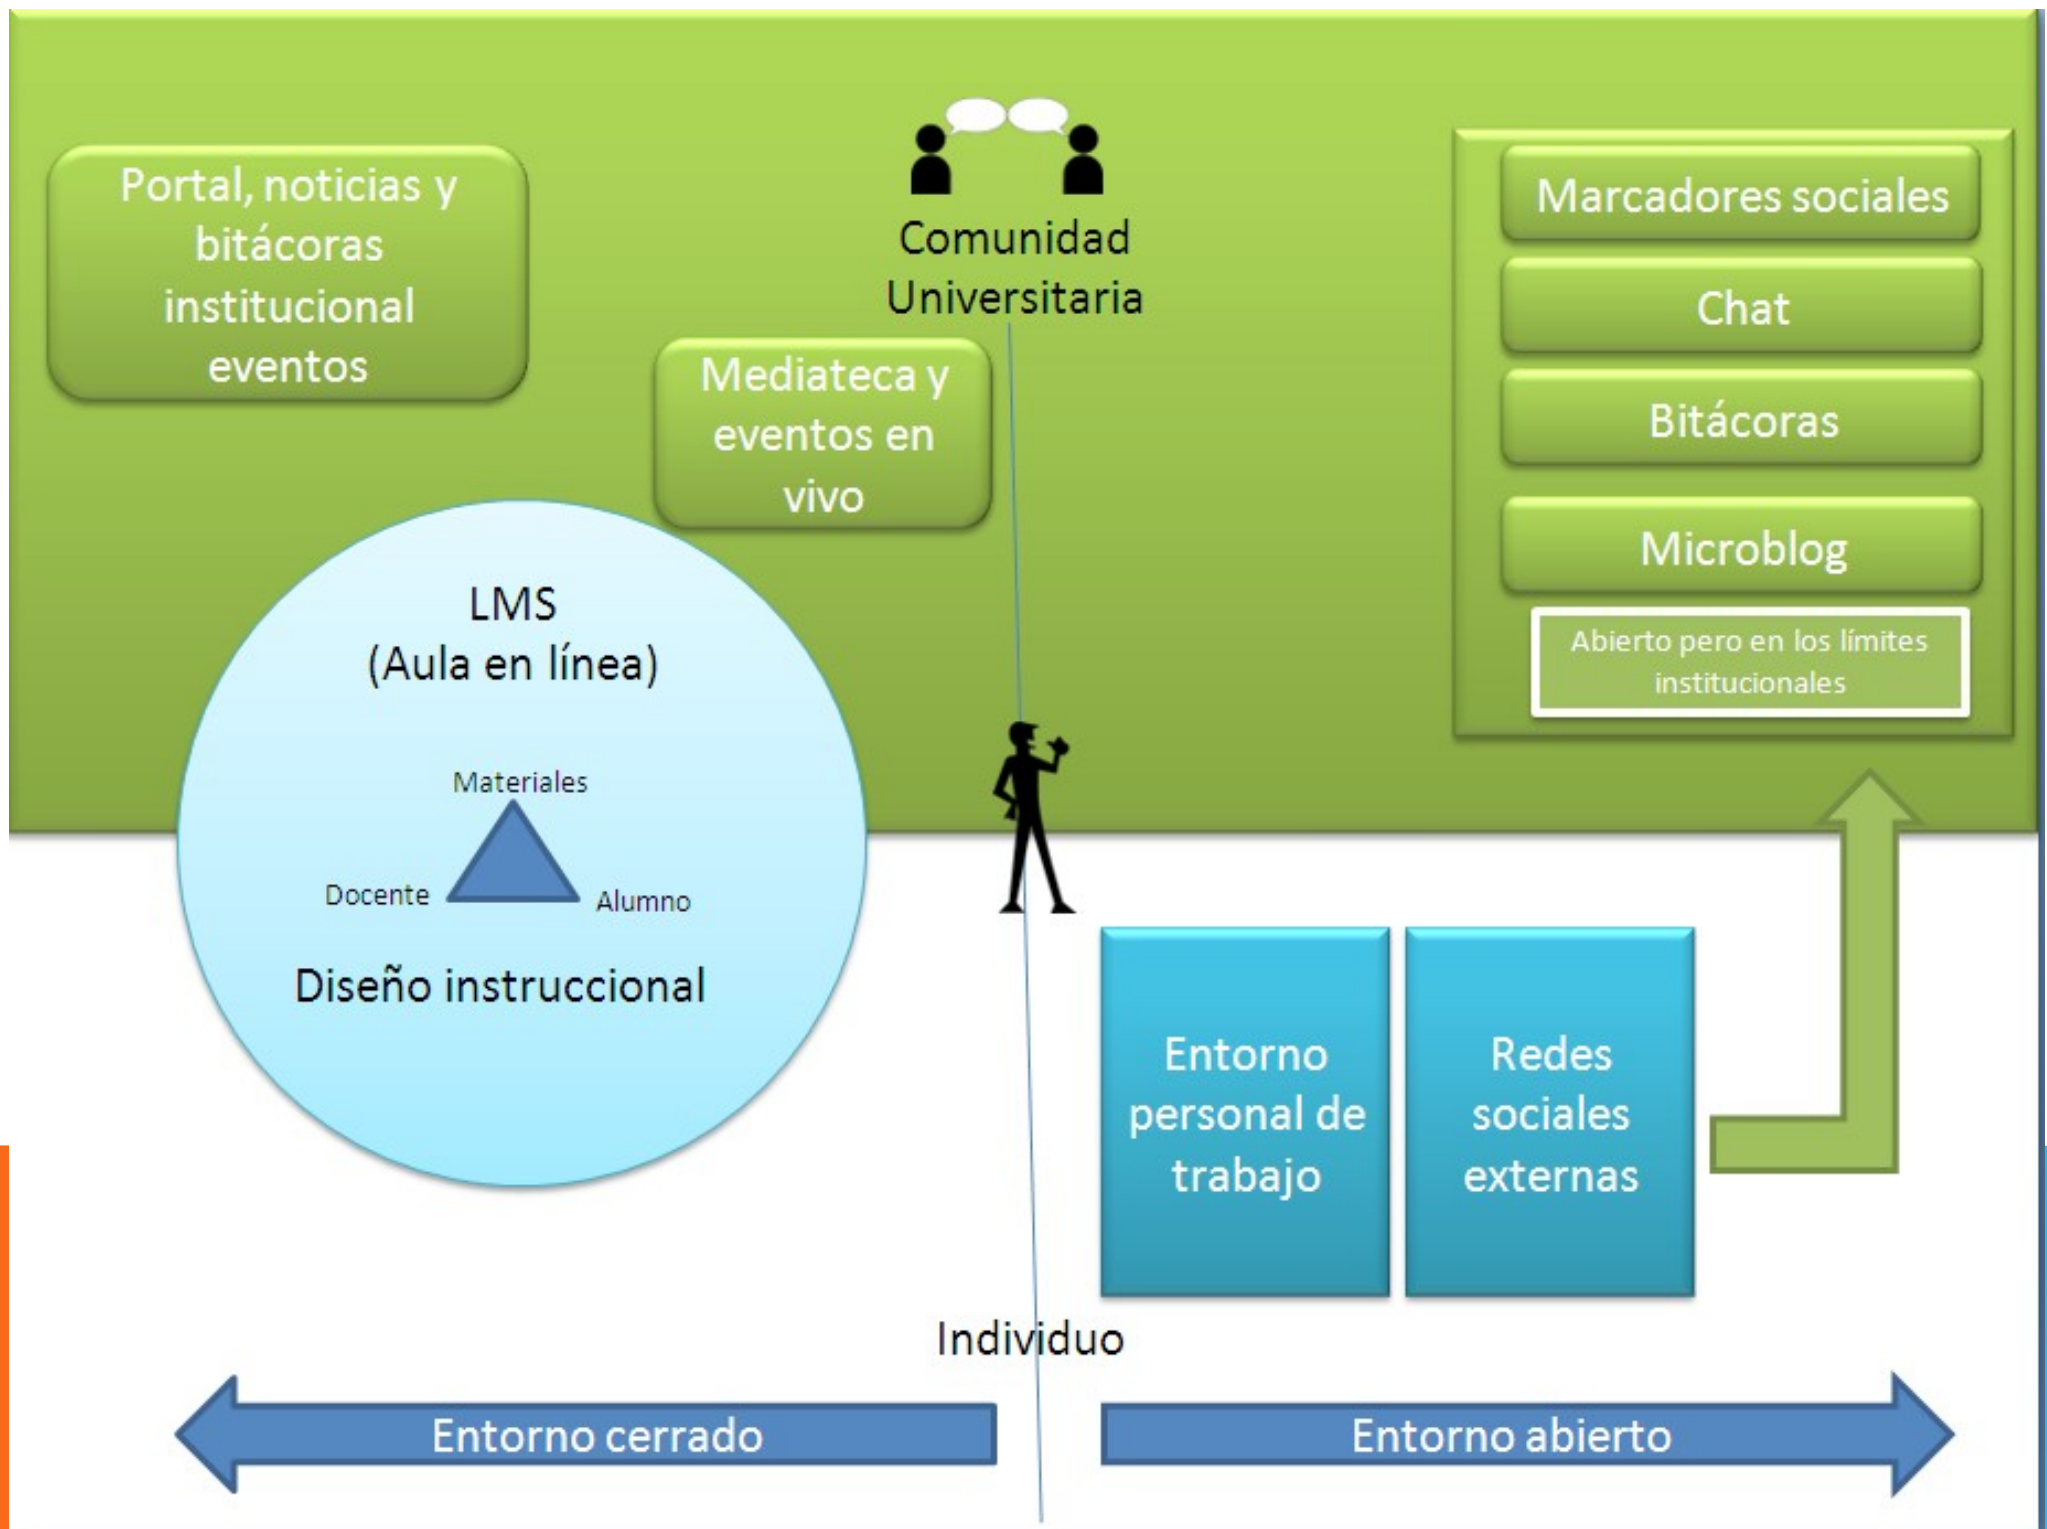 Portal, noticias y
bitácoras
institucional
eventos
Comunidad
Universitaria
Mediateca y
eventos en
vivo
Marcadores sociales
Chat
Bitácoras
Microblog
Abierto pero en los límites
institucionales
LMS
(Aula en línea)
Materiales
Docente
Alumno
Diseño instruccional
Entorno
personal de
trabajo
Redes
sociales
externas
Individuo
Entorno cerrado
Entorno abierto